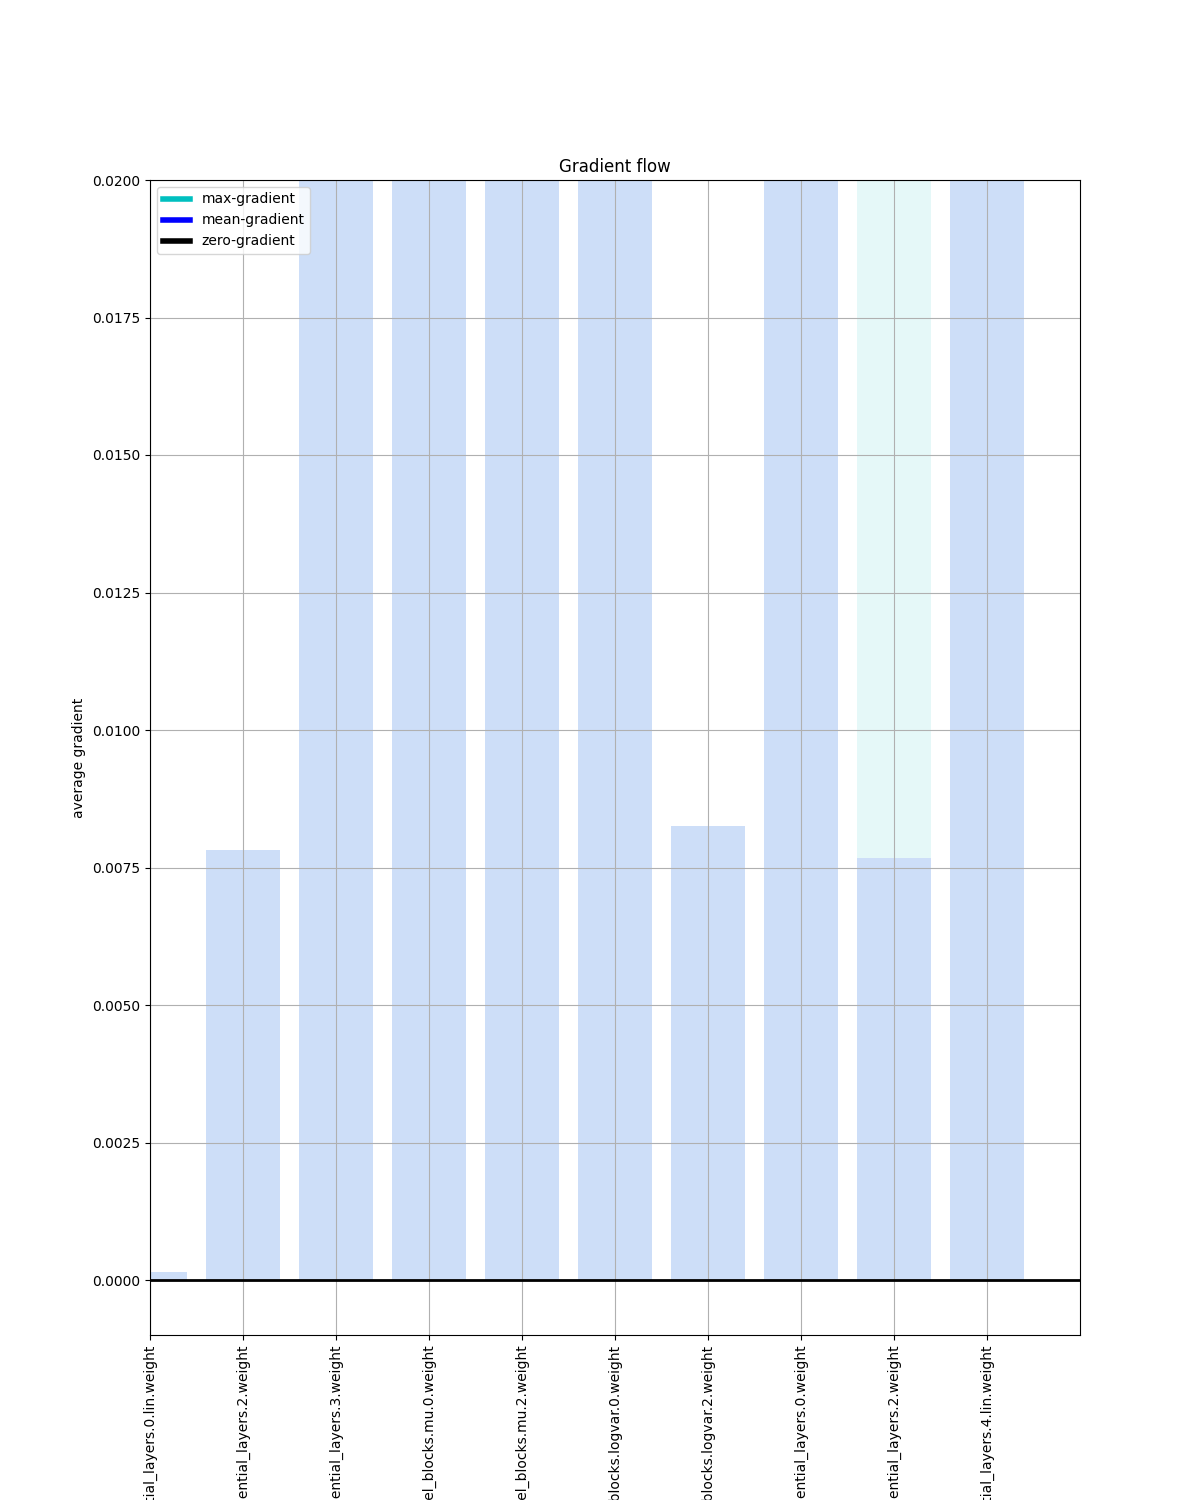 Gradient flow
max-gradient
mean-gradient
zero-gradient
0.0200
0.0175
0.0150
0.0125
0.0100
0.0075
0.0050
0.0025
0.0000
average gradient
tial_layers.0.lin.weight
ential_layers.2.weight
ential_layers.3.weight
el_blocks.mu.0.weight
el_blocks.mu.2.weight
blocks.logvar.0.weight
blocks.logvar.2.weight
ential_layers.0.weight
ential_layers.2.weight
tial_layers.4.lin.weight